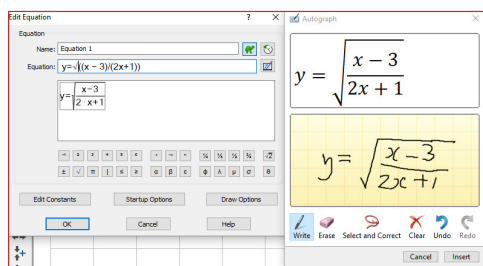 Edit Equation ? ×
Equation
Name: Equation 1
Equation: y=√((x – 3)/(2x+1))
y=√(x−3 / 2·x+1)
√2
± √ π | ≤ ≥ α β ε φ λ μ σ θ
Edit Constants Startup Options Draw Options
OK Cancel Help
Autograph ×
y = √(x − 3 / 2x + 1)
y = √(x − 3 / 2x + 1)
Write Erase Select and Correct Clear Undo Redo
Cancel Insert